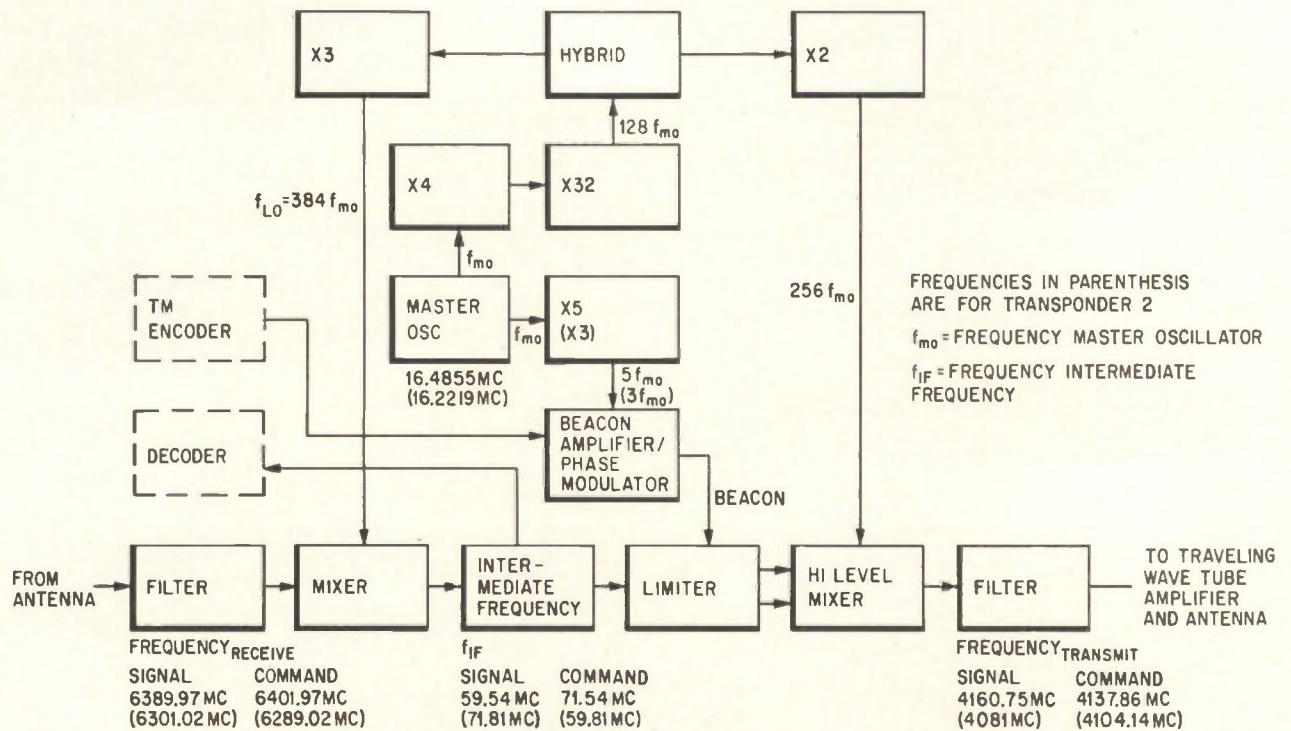 X3
HYBRID
X2
128 fmo
X4
X32
fLO=384 fmo
fmo
256 fmo
TM
ENCODER
MASTER
OSC
fmo
X5
(X3)
16.4855MC
(16.2219MC)
5fmo
(3fmo)
FREQUENCIES IN PARENTHESIS
ARE FOR TRANSPONDER 2
fmo=FREQUENCY MASTER OSCILLATOR
fIF=FREQUENCY INTERMEDIATE
FREQUENCY
DECODER
BEACON
AMPLIFIER/
PHASE
MODULATOR
BEACON
FROM
ANTENNA
FILTER
MIXER
INTER-
MEDIATE
FREQUENCY
LIMITER
HI LEVEL
MIXER
FILTER
TO TRAVELING
WAVE TUBE
AMPLIFIER
AND ANTENNA
FREQUENCYRECEIVE
SIGNAL COMMAND
6389.97MC 6401.97MC
(6301.02MC) (6289.02MC)
fIF
SIGNAL COMMAND
59.54 MC 71.54 MC
(71.81MC) (59.81MC)
FREQUENCYTRANSMIT
SIGNAL COMMAND
4160.75MC 4137.86 MC
(4081MC) (4104.14MC)